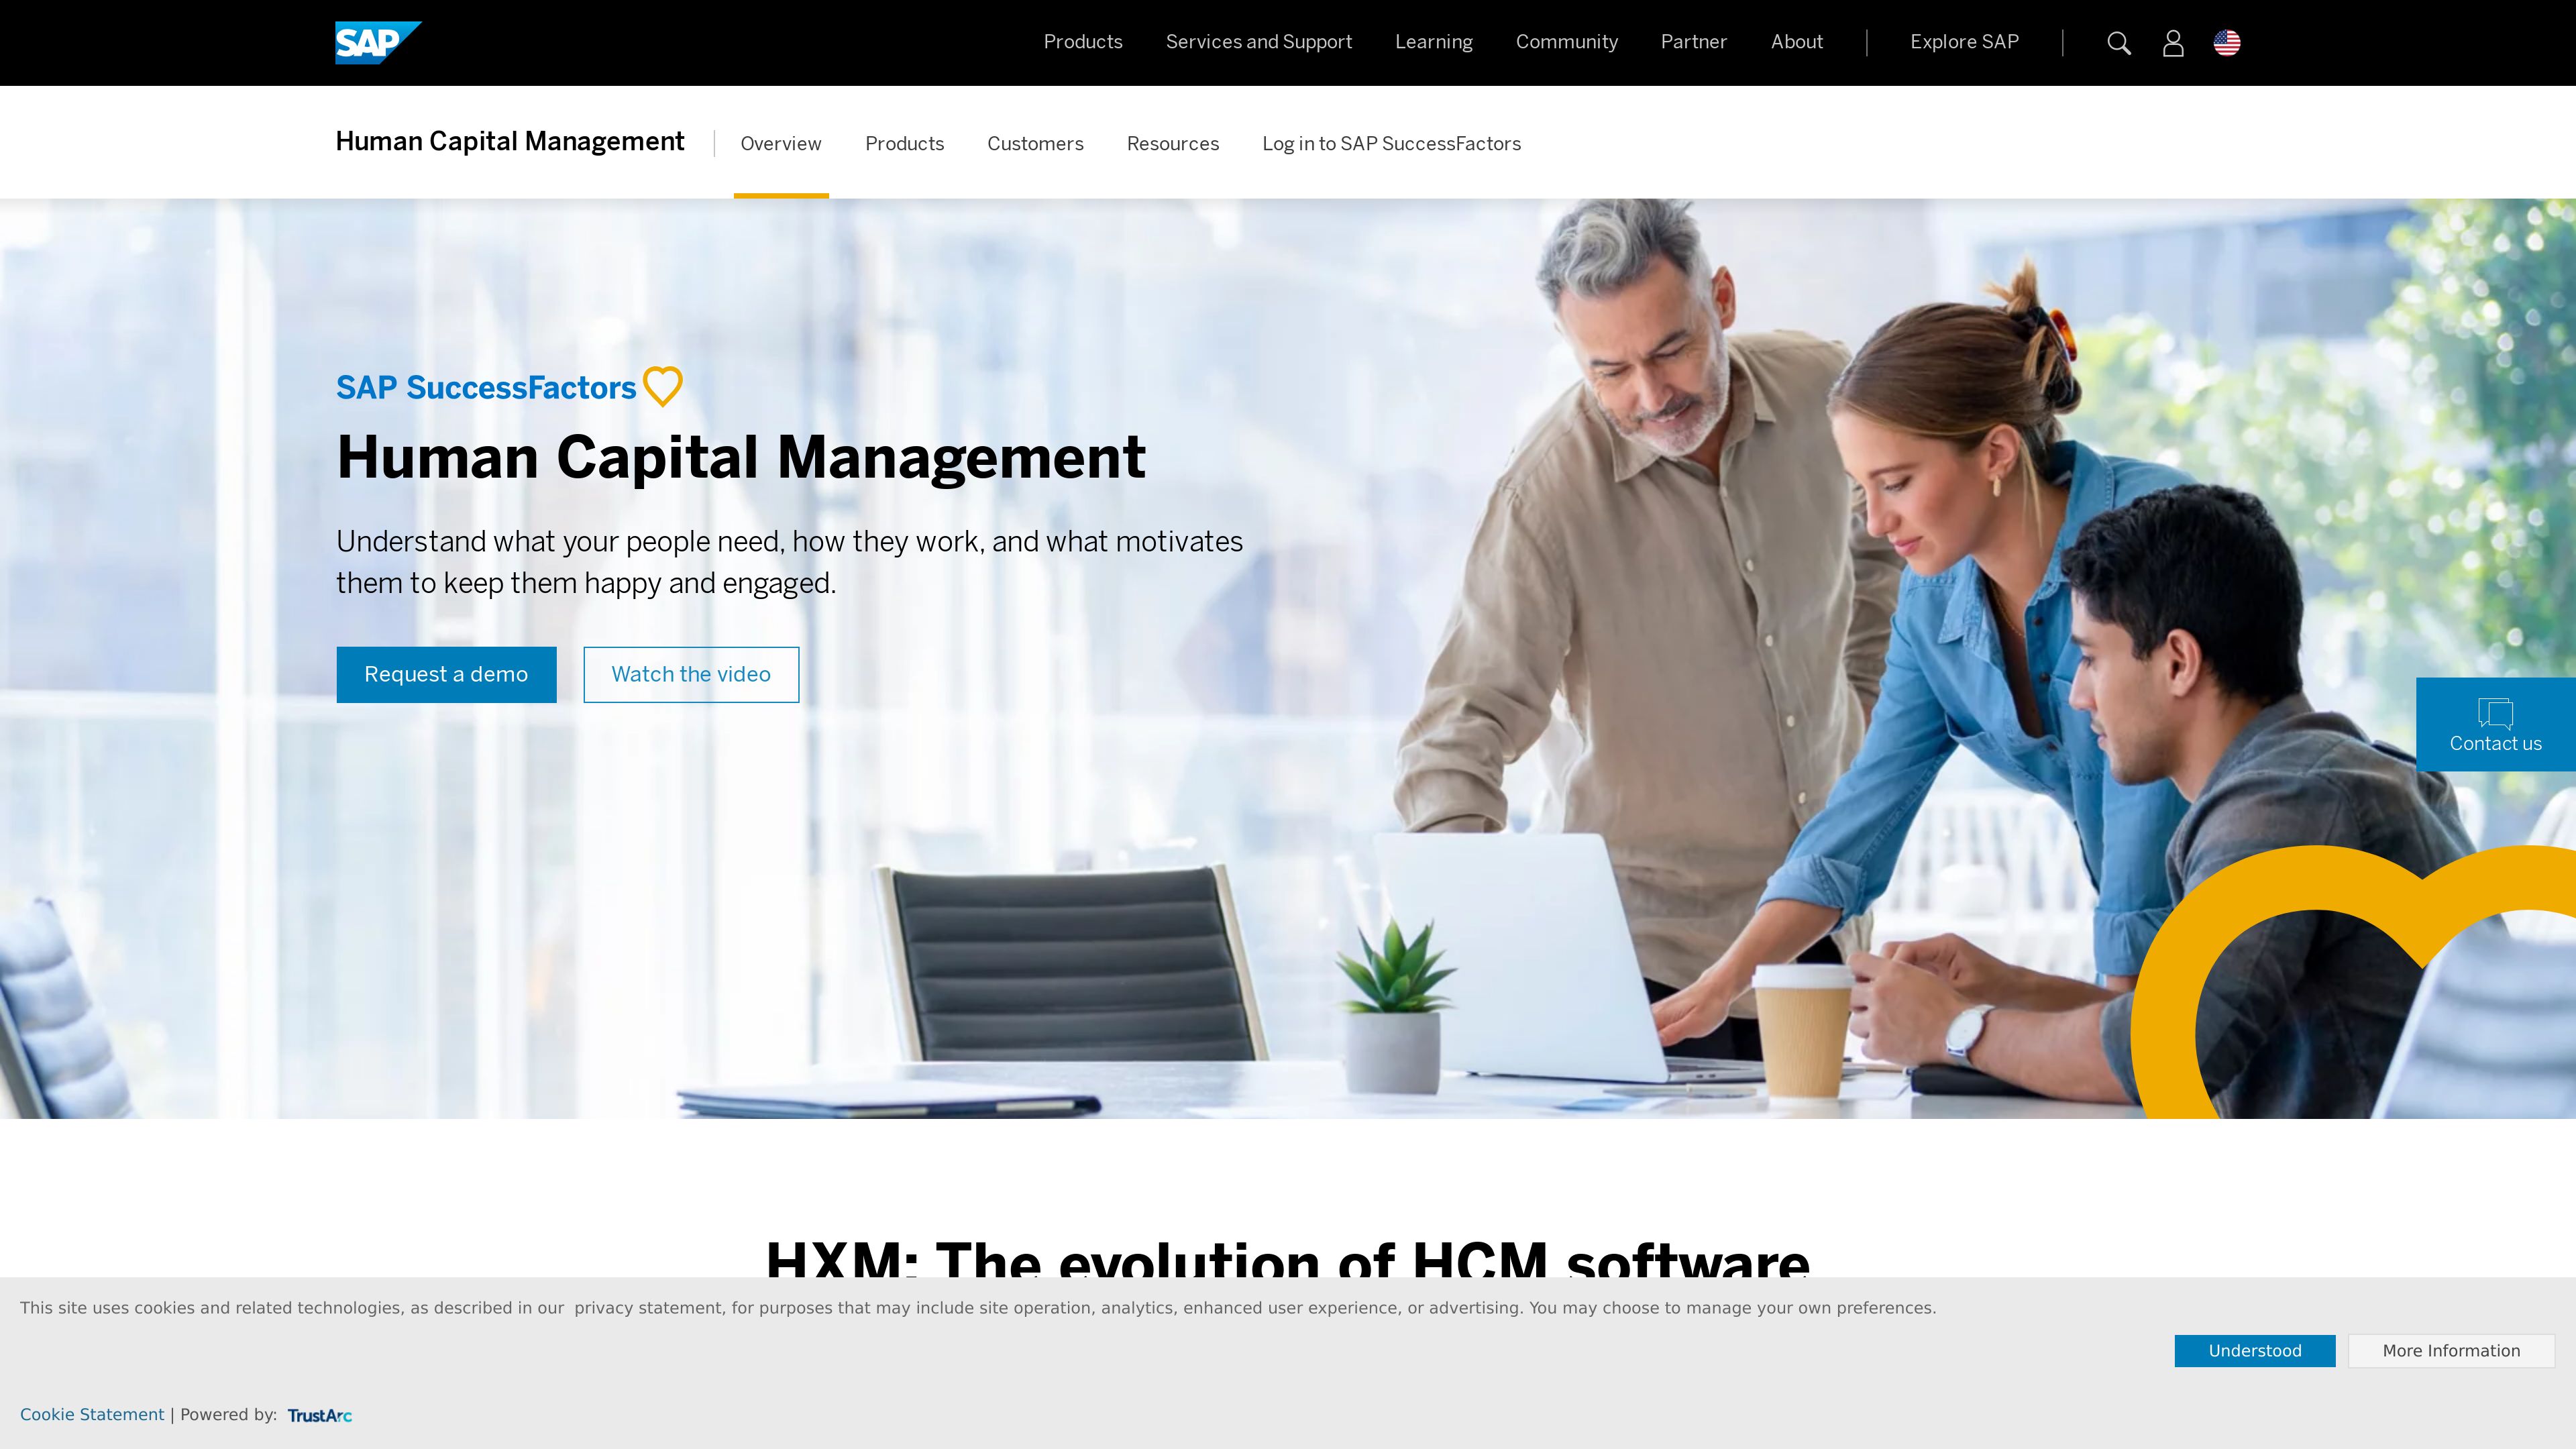 SAP
Products
Services and Support
Learning
Community
Partner
About
Explore SAP
Human Capital Management
Overview
Products
Customers
Resources
Log in to SAP SuccessFactors
SAP SuccessFactors
Human Capital Management
Understand what your people need, how they work, and what motivates
them to keep them happy and engaged.
Request a demo
Watch the video
Contact us
HXM: The evolution of HCM software
This site uses cookies and related technologies, as described in our privacy statement, for purposes that may include site operation, analytics, enhanced user experience, or advertising. You may choose to manage your own preferences.
Understood
More Information
Cookie Statement | Powered by: TrustArc